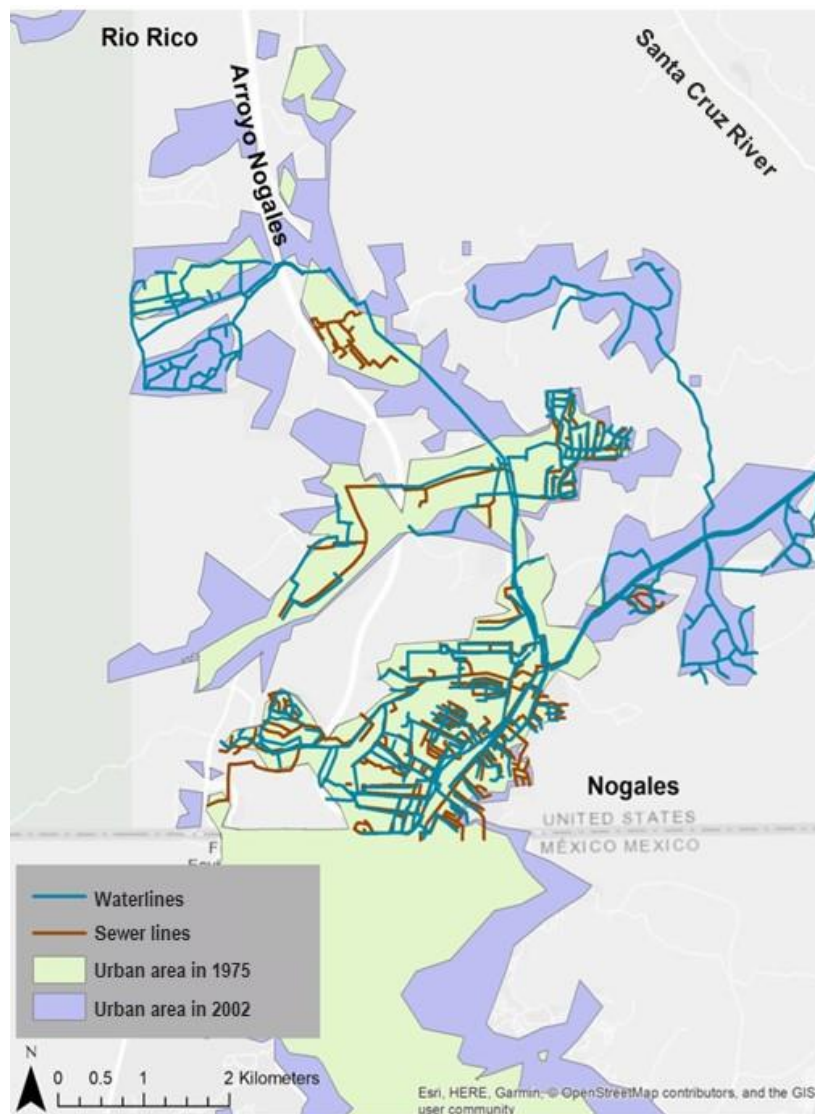 Rio Rico
Santa Cruz River
Arroyo Nogales
Nogales
UNITED STATES
MÉXICO MEXICO
F
Waterlines
Sewer lines
Urban area in 1975
Urban area in 2002
N
0 0.5 1 2 Kilometers
Esri, HERE, Garmin, © OpenStreetMap contributors, and the GIS
user community